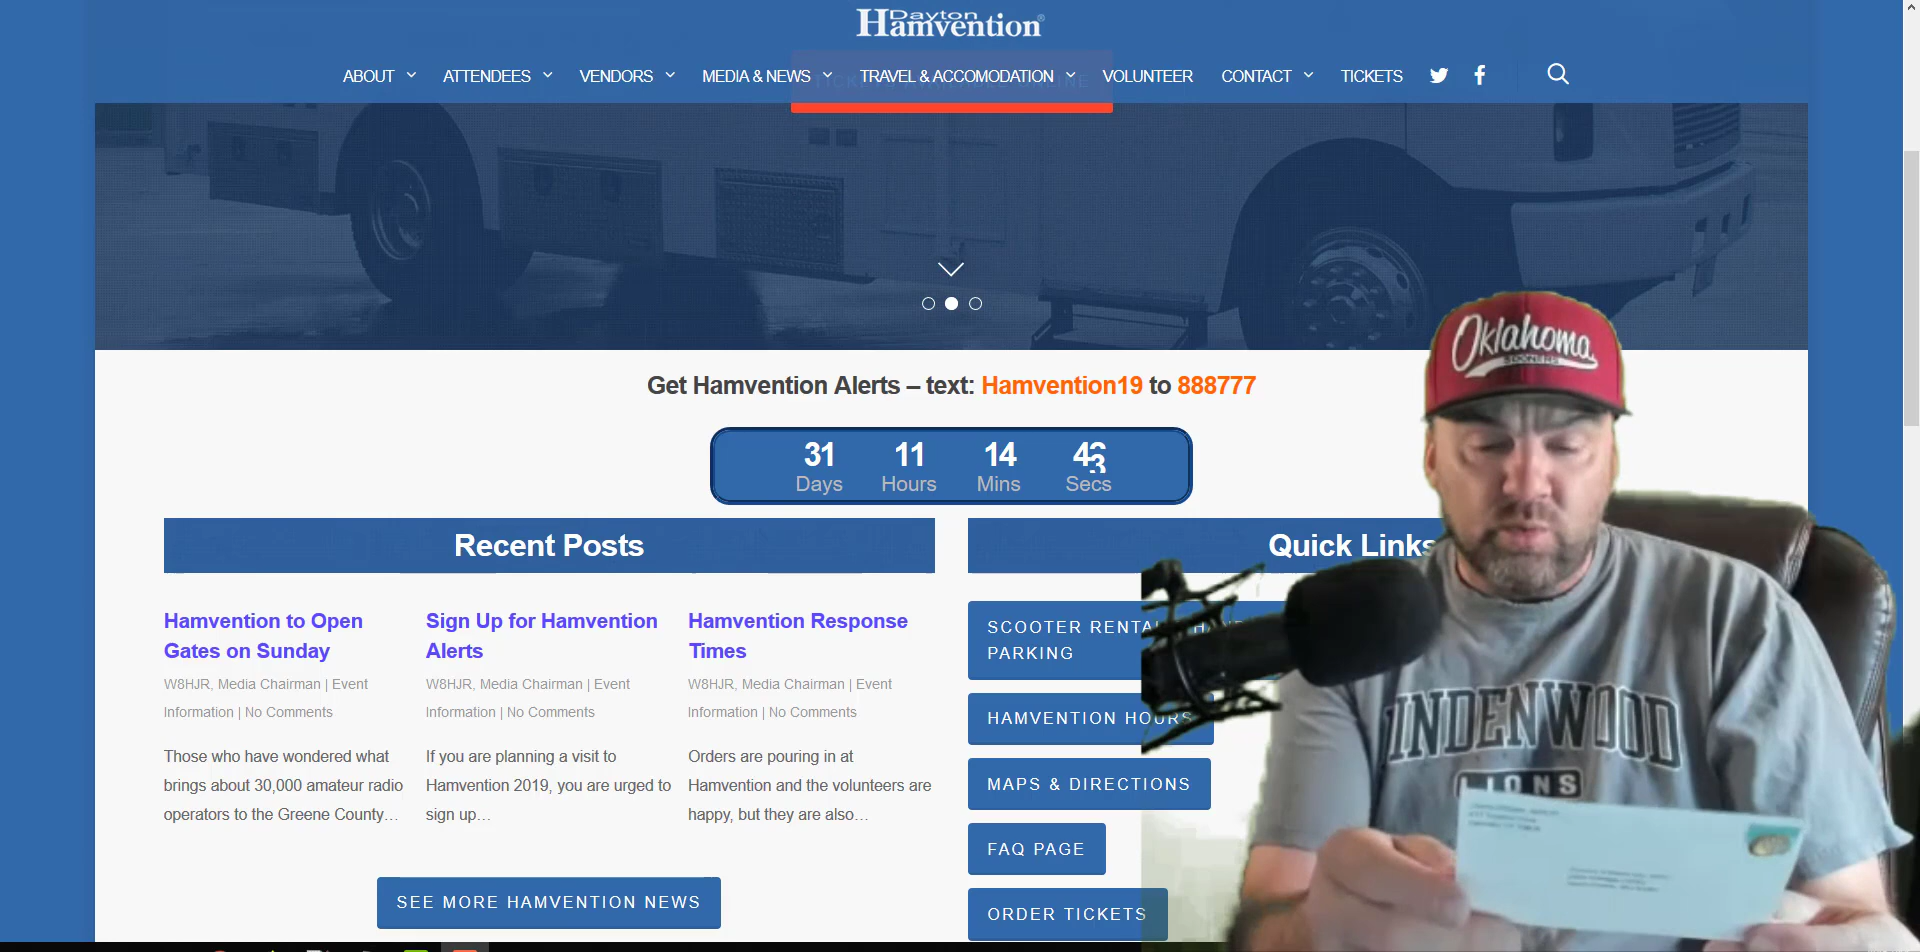 Dayton
Hamvention®
ABOUT ATTENDEES VENDORS MEDIA & NEWS TRAVEL & ACCOMODATION VOLUNTEER CONTACT TICKETS
Get Hamvention Alerts – text: Hamvention19 to 888777
31 11 14
Days Hours Mins Secs
Recent Posts
Quick Links
Hamvention to Open
Gates on Sunday
W8HJR, Media Chairman | Event
Information | No Comments
Those who have wondered what
brings about 30,000 amateur radio
operators to the Greene County…
Sign Up for Hamvention
Alerts
W8HJR, Media Chairman | Event
Information | No Comments
If you are planning a visit to
Hamvention 2019, you are urged to
sign up…
Hamvention Response
Times
W8HJR, Media Chairman | Event
Information | No Comments
Orders are pouring in at
Hamvention and the volunteers are
happy, but they are also…
SEE MORE HAMVENTION NEWS
SCOOTER
PARKING
HAMVENTION HOURS
MAPS & DIRECTIONS
FAQ PAGE
ORDER TICKETS
Oklahoma
SOONERS
LINDENWOOD
LIONS